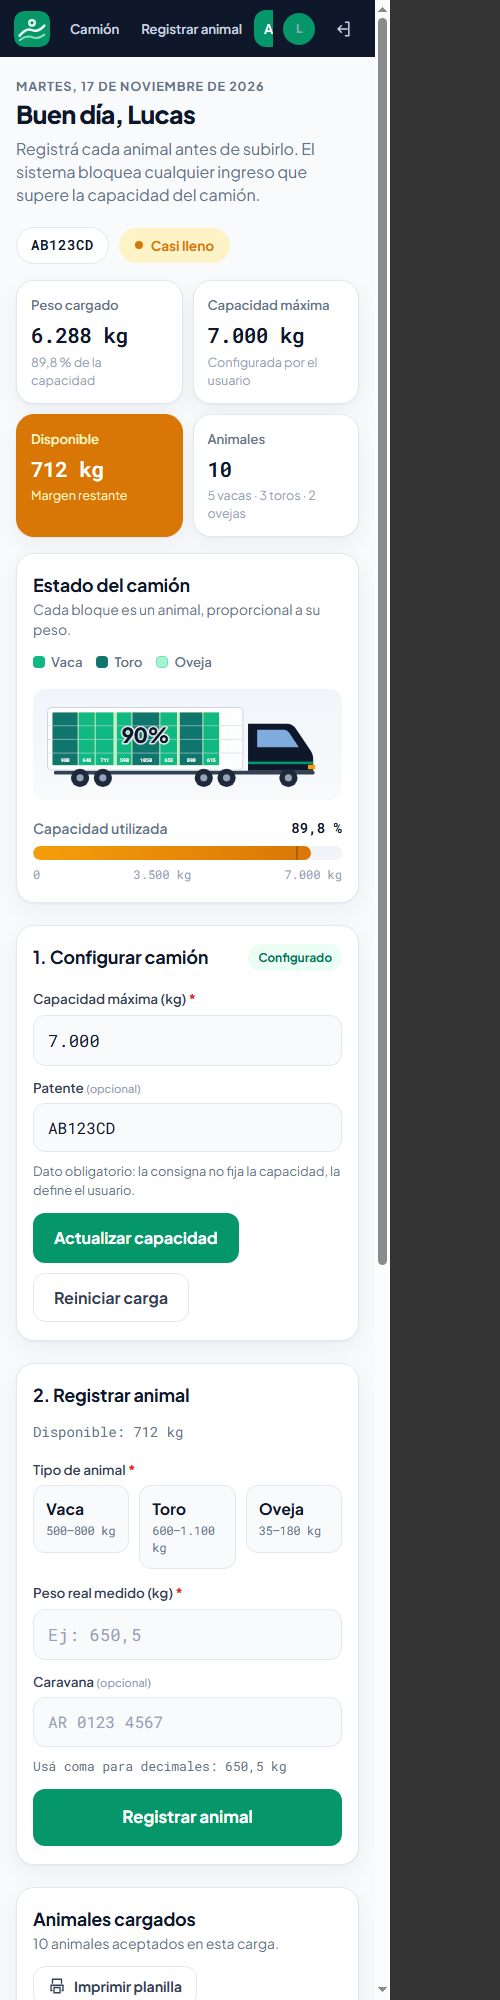 Camión Registrar animal A L
MARTES, 17 DE NOVIEMBRE DE 2026
Buen día, Lucas
Registrá cada animal antes de subirlo. El
sistema bloquea cualquier ingreso que
supere la capacidad del camión.
AB123CD Casi lleno
Peso cargado
6.288 kg
89,8 % de la
capacidad
Capacidad máxima
7.000 kg
Configurada por el
usuario
Disponible
712 kg
Margen restante
Animales
10
5 vacas · 3 toros · 2
ovejas
Estado del camión
Cada bloque es un animal, proporcional a su
peso.
Vaca Toro Oveja
90%
711
615
Capacidad utilizada 89,8 %
0 3.500 kg 7.000 kg
1. Configurar camión Configurado
Capacidad máxima (kg) *
7.000
Patente (opcional)
AB123CD
Dato obligatorio: la consigna no fija la capacidad, la
define el usuario.
Actualizar capacidad
Reiniciar carga
2. Registrar animal
Disponible: 712 kg
Tipo de animal *
Vaca
500–800 kg
Toro
600–1.100
kg
Oveja
35–180 kg
Peso real medido (kg) *
Ej: 650,5
Caravana (opcional)
AR 0123 4567
Usá coma para decimales: 650,5 kg
Registrar animal
Animales cargados
10 animales aceptados en esta carga.
Imprimir planilla